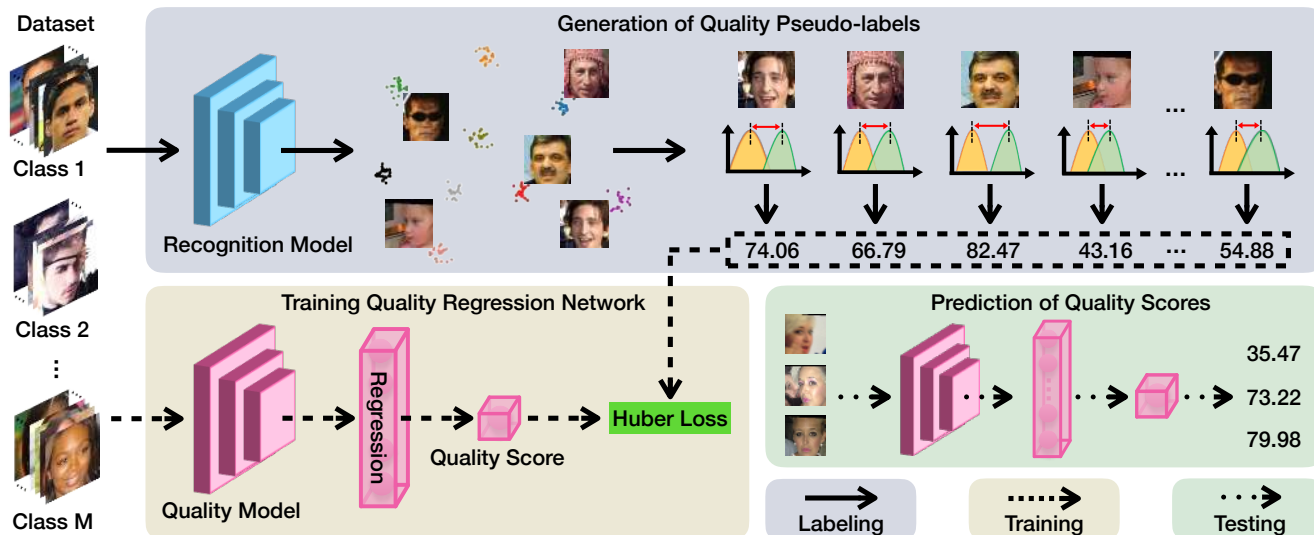 Dataset
Class 1
Class 2
...
Class M
Generation of Quality Pseudo-labels
Recognition Model
...
...
74.06 66.79 82.47 43.16 ... 54.88
Training Quality Regression Network
Quality Model
Regression
Quality Score
Huber Loss
Prediction of Quality Scores
35.47
73.22
79.98
Labeling
Training
Testing